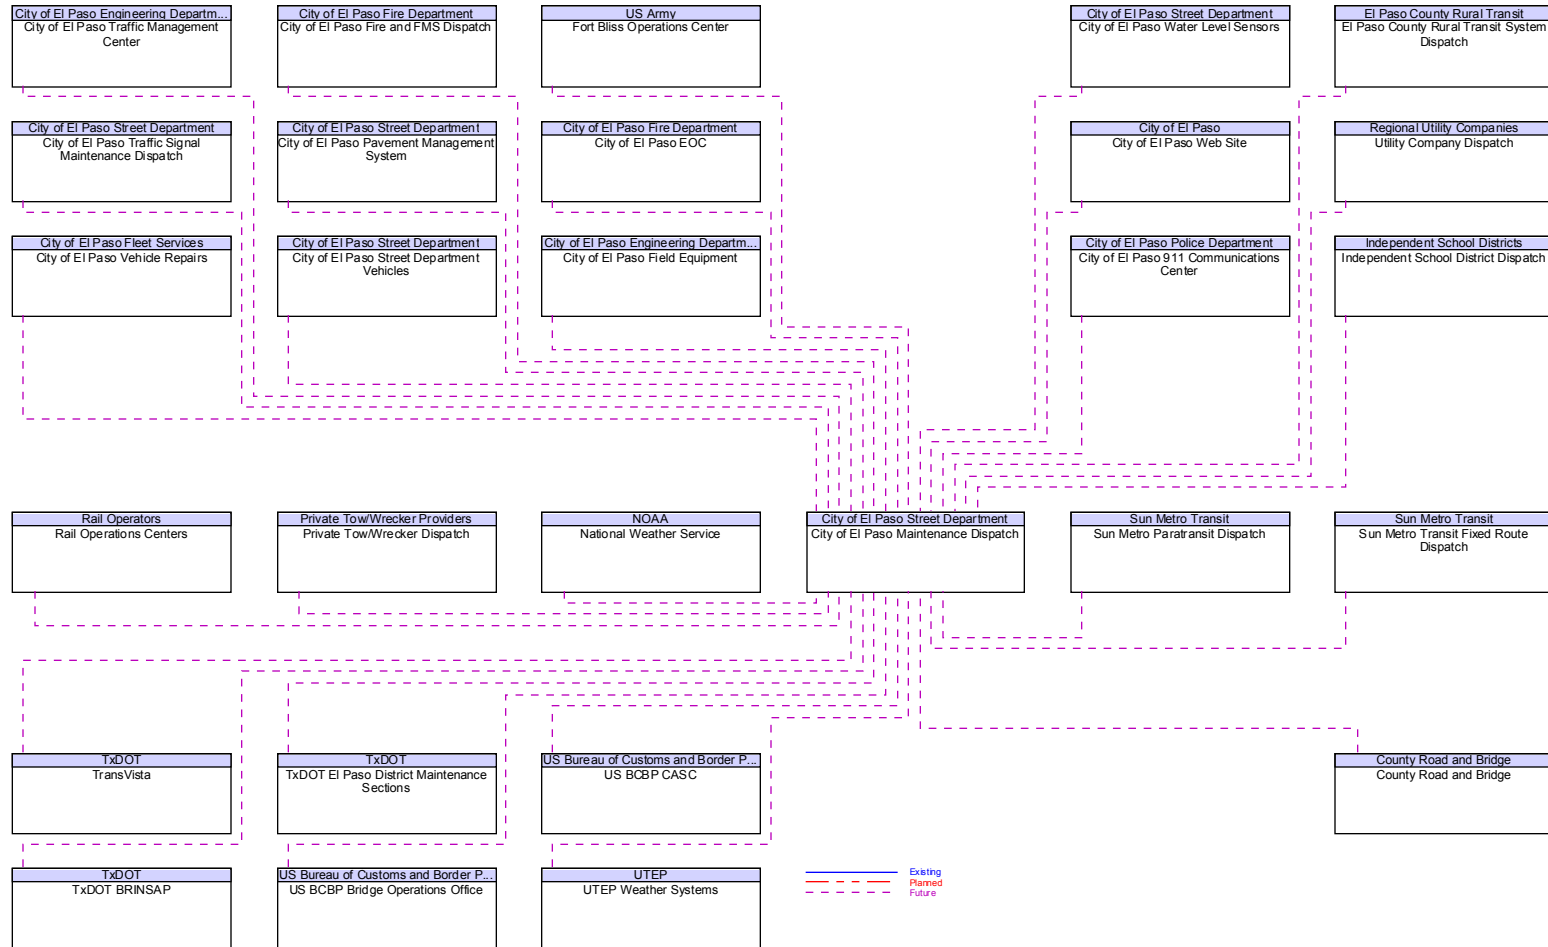 City of El Paso Engineering Departm...
City of El Paso Traffic Management
Center
City of El Paso Fire Department
City of El Paso Fire and FMS Dispatch
US Army
Fort Bliss Operations Center
City of El Paso Street Department
City of El Paso Water Level Sensors
El Paso County Rural Transit
El Paso County Rural Transit System
Dispatch
City of El Paso Street Department
City of El Paso Traffic Signal
Maintenance Dispatch
City of El Paso Street Department
City of El Paso Pavement Management
System
City of El Paso Fire Department
City of El Paso EOC
City of El Paso
City of El Paso Web Site
Regional Utility Companies
Utility Company Dispatch
City of El Paso Fleet Services
City of El Paso Vehicle Repairs
City of El Paso Street Department
City of El Paso Street Department
Vehicles
City of El Paso Engineering Departm...
City of El Paso Field Equipment
City of El Paso Police Department
City of El Paso 911 Communications
Center
Independent School Districts
Independent School District Dispatch
Rail Operators
Rail Operations Centers
Private Tow/Wrecker Providers
Private Tow/Wrecker Dispatch
NOAA
National Weather Service
City of El Paso Street Department
City of El Paso Maintenance Dispatch
Sun Metro Transit
Sun Metro Paratransit Dispatch
Sun Metro Transit
Sun Metro Transit Fixed Route
Dispatch
TxDOT
TransVista
TxDOT
TxDOT El Paso District Maintenance
Sections
US Bureau of Customs and Border P...
US BCBP CASC
County Road and Bridge
County Road and Bridge
TxDOT
TxDOT BRINSAP
US Bureau of Customs and Border P...
US BCBP Bridge Operations Office
UTEP
UTEP Weather Systems
Existing
Planned
Future